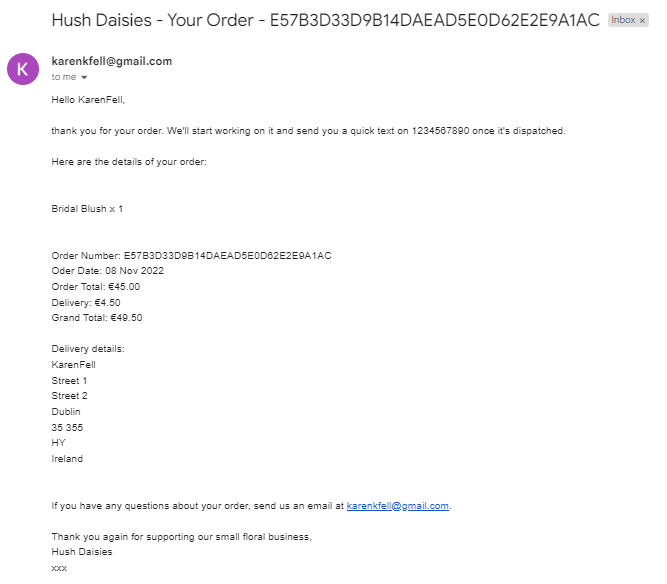 Hush Daisies - Your Order - E57B3D33D9B14DAEAD5E0D62E2E9A1AC Inbox x
K
karenkfell@gmail.com
to me
Hello KarenFell,
thank you for your order. We'll start working on it and send you a quick text on 1234567890 once it's dispatched.
Here are the details of your order:
Bridal Blush x 1
Order Number: E57B3D33D9B14DAEAD5E0D62E2E9A1AC
Oder Date: 08 Nov 2022
Order Total: €45.00
Delivery: €4.50
Grand Total: €49.50
Delivery details:
KarenFell
Street 1
Street 2
Dublin
35 355
HY
Ireland
If you have any questions about your order, send us an email at karenkfell@gmail.com.
Thank you again for supporting our small floral business,
Hush Daisies
xxx